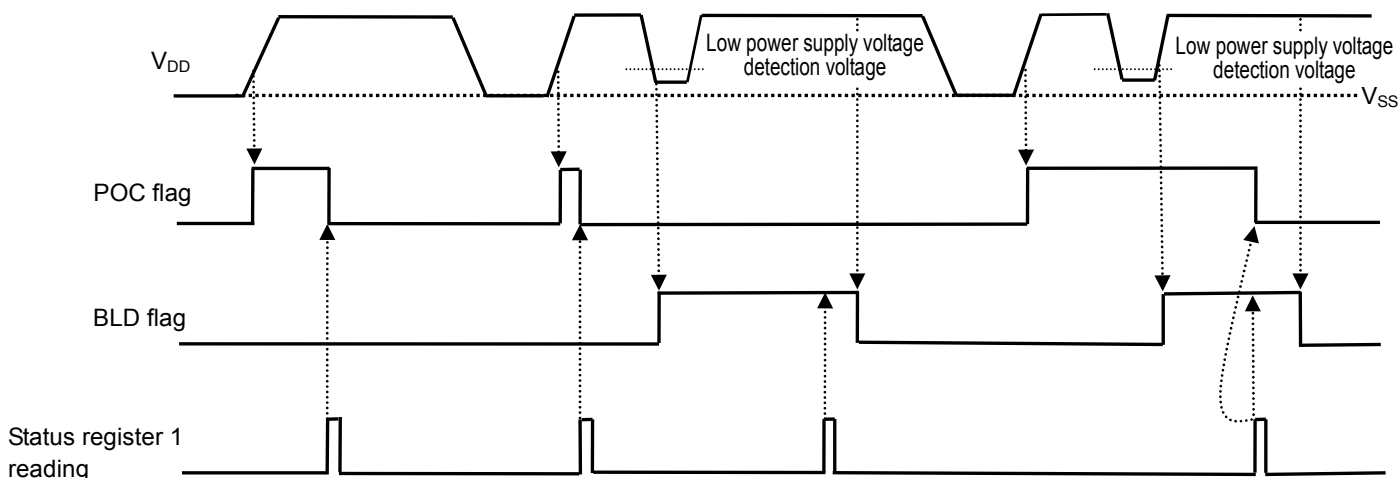 Low power supply voltage
detection voltage
Low power supply voltage
detection voltage
VDD
VSS
POC flag
BLD flag
Status register 1
reading